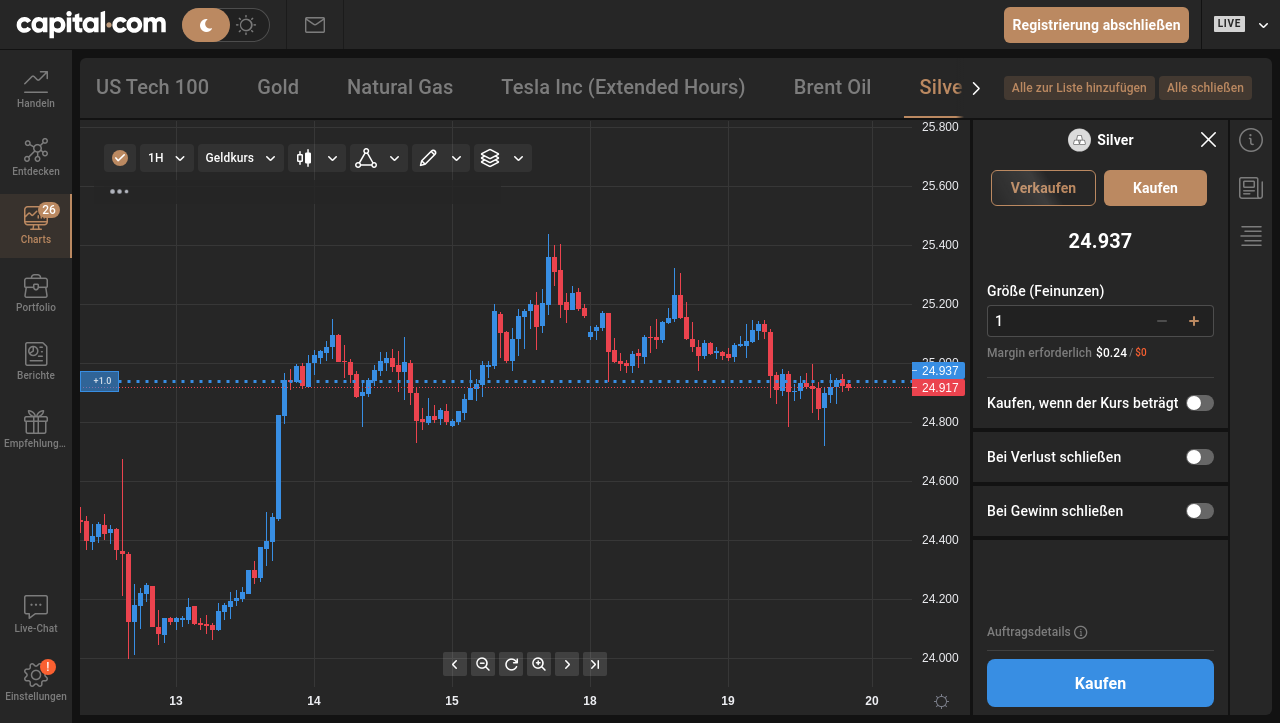 capital.com
Registrierung abschließen
LIVE
Handeln
Entdecken
26
Charts
Portfolio
Berichte
Empfehlung...
Live-Chat
!
Einstellungen
US Tech 100
Gold
Natural Gas
Tesla Inc (Extended Hours)
Brent Oil
Silve
Alle zur Liste hinzufügen
Alle schließen
1H
Geldkurs
+1.0
25.800
25.600
25.400
25.200
25.000
24.937
24.917
24.800
24.600
24.400
24.200
24.000
13
14
15
18
19
20
Silver
Verkaufen
Kaufen
24.937
Größe (Feinunzen)
1
Margin erforderlich $0.24 / $0
Kaufen, wenn der Kurs beträgt
Bei Verlust schließen
Bei Gewinn schließen
Auftragsdetails
Kaufen